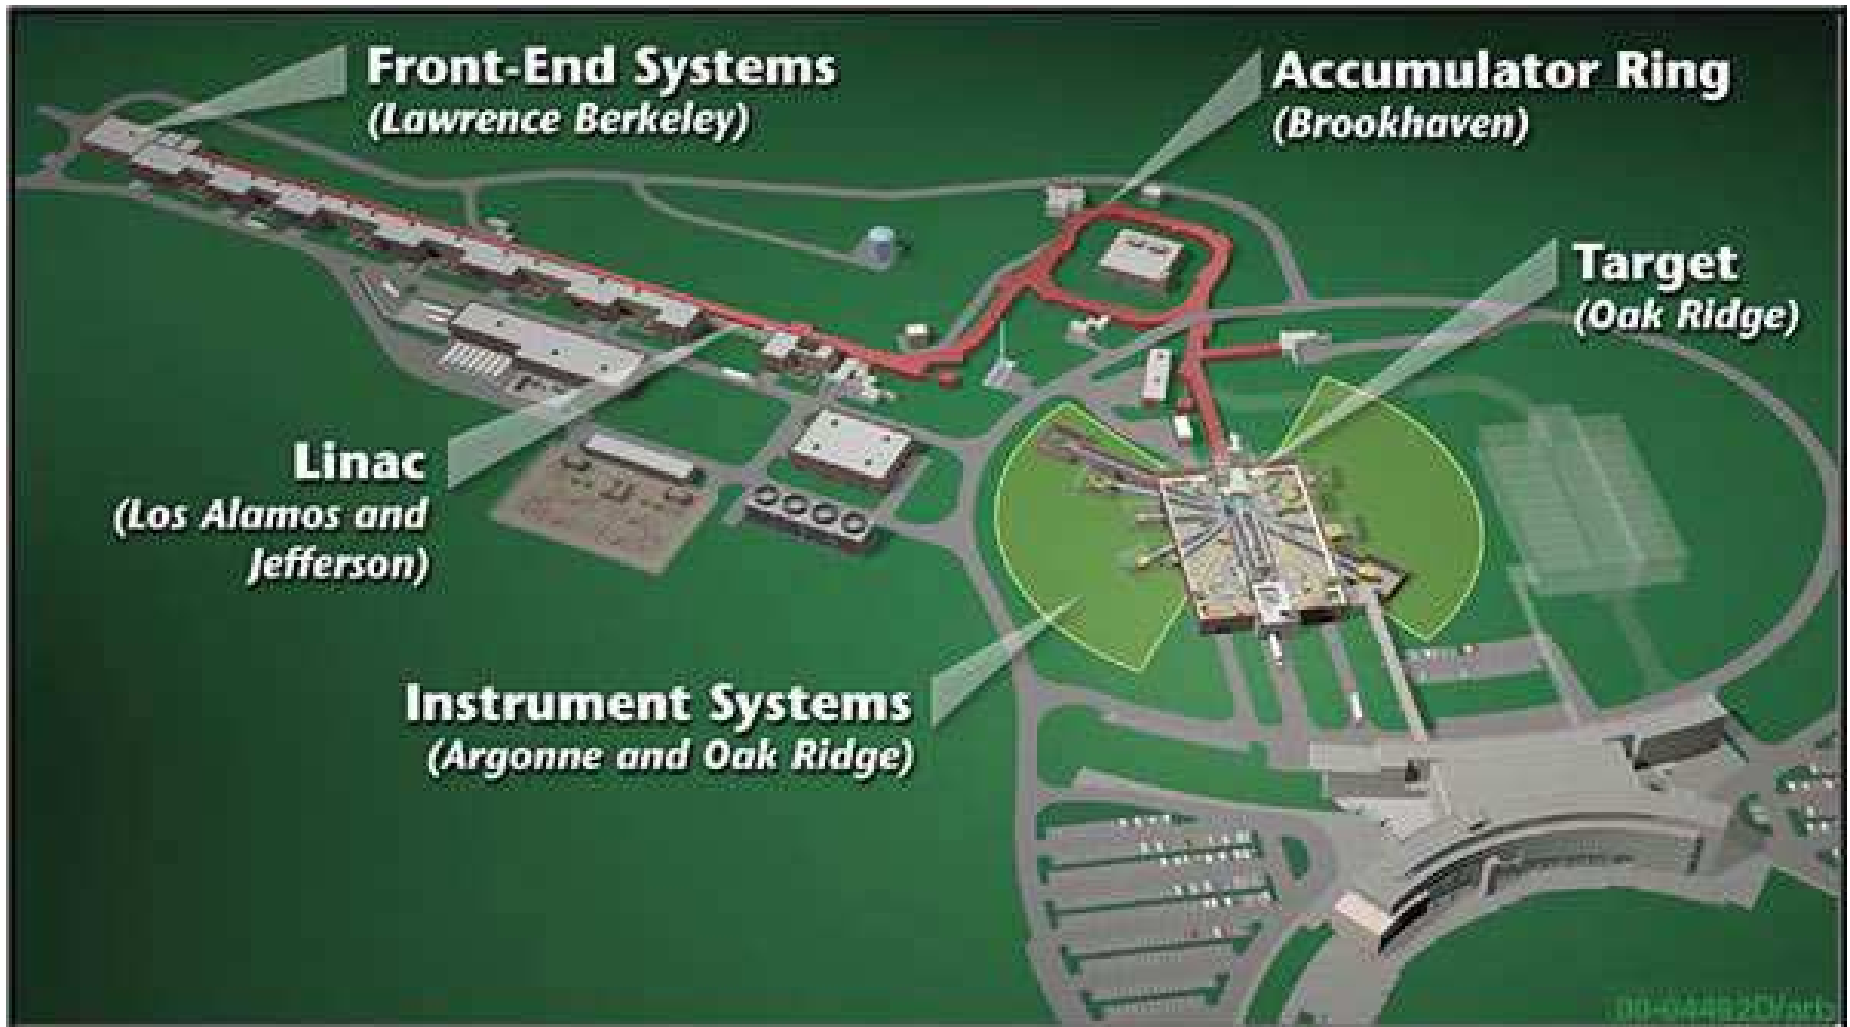 Front-End Systems
(Lawrence Berkeley)
Accumulator Ring
(Brookhaven)
Target
(Oak Ridge)
Linac
(Los Alamos and
Jefferson)
Instrument Systems
(Argonne and Oak Ridge)